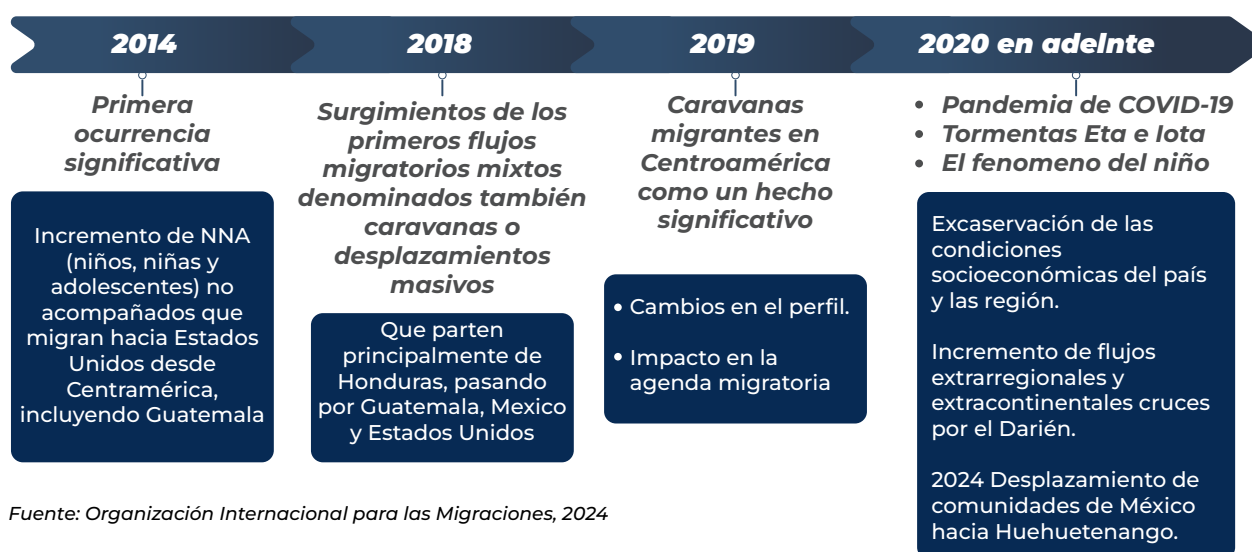 2014
Primera
ocurrencia
significativa
Incremento de NNA
(niños, niñas y
adolescentes) no
acompañados que
migran hacia Estados
Unidos desde
Centramérica,
incluyendo Guatemala
2018
Surgimientos de los
primeros flujos
migratorios mixtos
denominados también
caravanas o
desplazamientos
masivos
Que parten
principalmente de
Honduras, pasando
por Guatemala, Mexico
y Estados Unidos
2019
Caravanas
migrantes en
Centroamérica
como un hecho
significativo
• Cambios en el perfil.
• Impacto en la
agenda migratoria
2020 en adelnte
• Pandemia de COVID-19
• Tormentas Eta e Iota
• El fenomeno del niño
Excaservación de las
condiciones
socioeconómicas del país
y las región.
Incremento de flujos
extrarregionales y
extracontinentales cruces
por el Darién.
2024 Desplazamiento de
comunidades de México
hacia Huehuetenango.
Fuente: Organización Internacional para las Migraciones, 2024